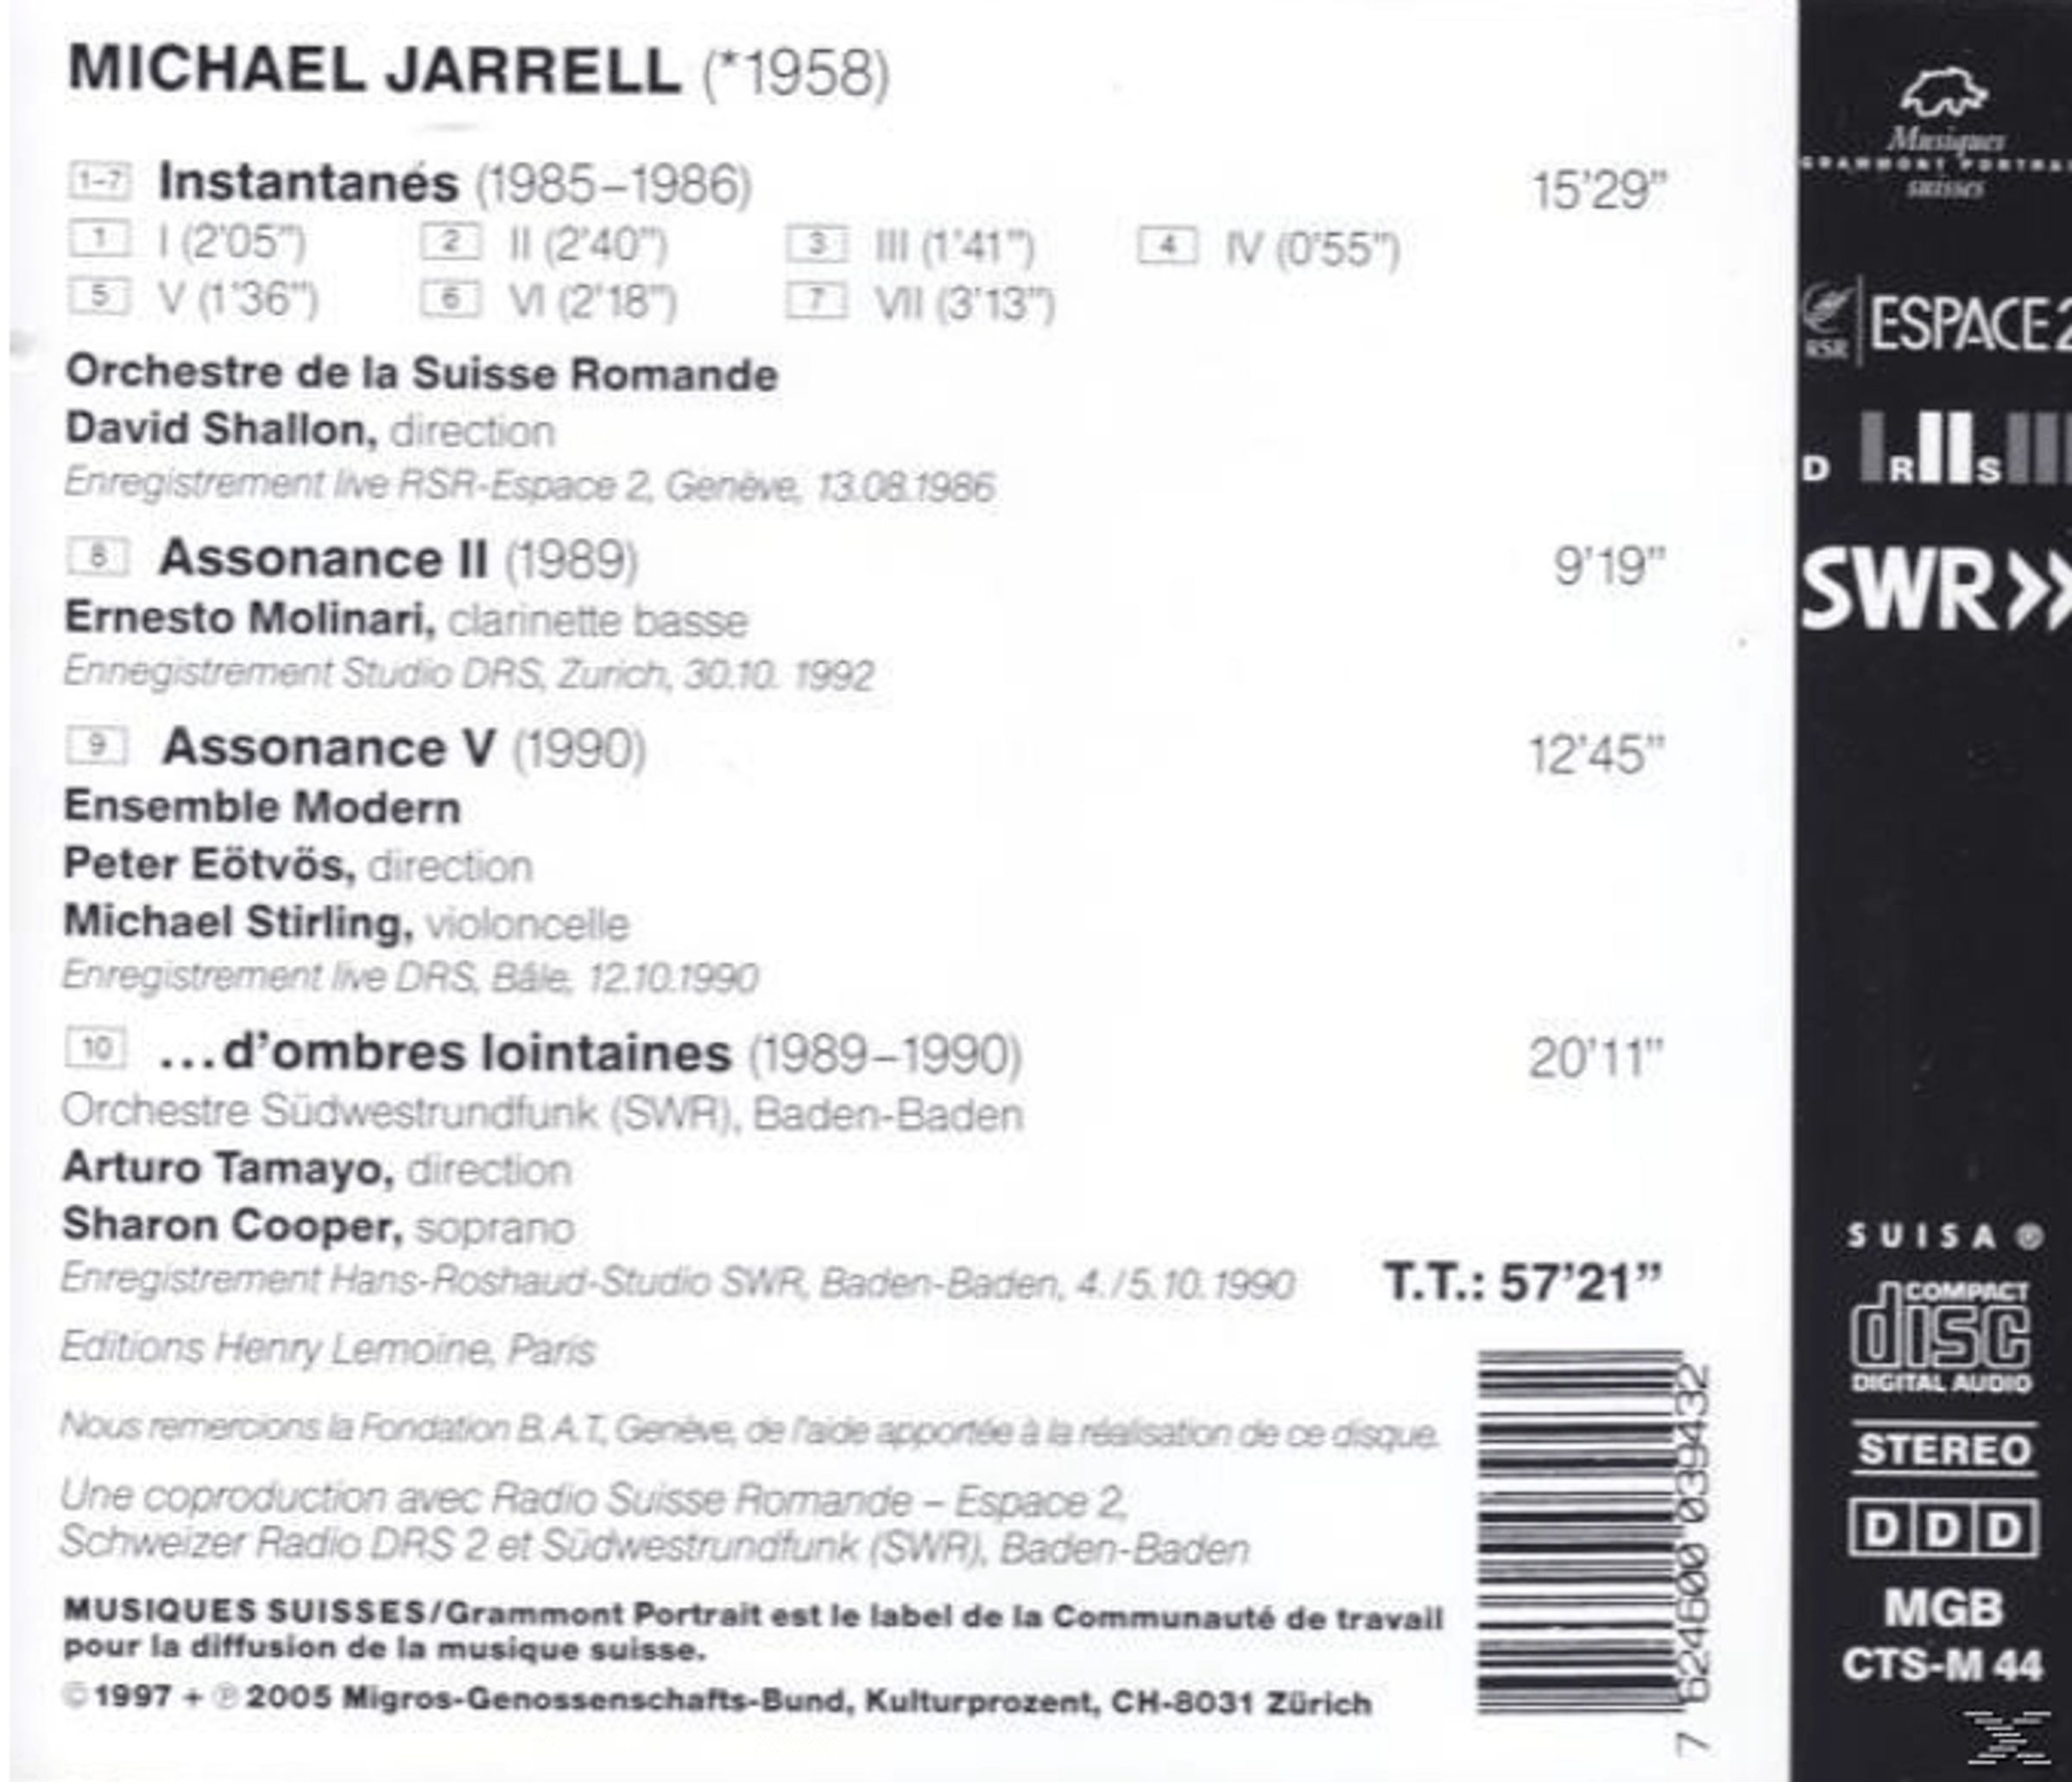 MICHAEL JARRELL (*1958)
1–7 Instantanés (1985–1986) 15’29”
1 I (2’05”) 2 II (2’40”) 3 III (1’41”) 4 IV (0’55”)
5 V (1’36”) 6 VI (2’18”) 7 VII (3’13”)
Orchestre de la Suisse Romande
David Shallon, direction
Enregistrement live RSR-Espace 2, Genève, 13.08.1986
8 Assonance II (1989) 9’19”
Ernesto Molinari, clarinette basse
Ennegistrement Studio DRS, Zurich, 30.10. 1992
9 Assonance V (1990) 12’45”
Ensemble Modern
Peter Eötvös, direction
Michael Stirling, violoncelle
Enregistrement live DRS, Bâle, 12.10.1990
10 ...d’ombres lointaines (1989–1990) 20’11”
Orchestre Südwestrundfunk (SWR), Baden-Baden
Arturo Tamayo, direction
Sharon Cooper, soprano
Enregistrement Hans-Roshaud-Studio SWR, Baden-Baden, 4./5.10.1990 T.T.: 57’21”
Editions Henry Lemoine, Paris
Nous remercions la Fondation B.A.T., Genève, de l’aide apportée à la réalisation de ce disque.
Une coproduction avec Radio Suisse Romande – Espace 2,
Schweizer Radio DRS 2 et Südwestrundfunk (SWR), Baden-Baden
MUSIQUES SUISSES/Grammont Portrait est le label de la Communauté de travail
pour la diffusion de la musique suisse.
© 1997 + ℗ 2005 Migros-Genossenschafts-Bund, Kulturprozent, CH-8031 Zürich
7 624600 039432
Musiques
GRAMMONT PORTRA
suisses
RSR ESPACE 2
D R S
SWR»
SUISA ℗
COMPACT
disc
DIGITAL AUDIO
STEREO
DDD
MGB
CTS-M 44